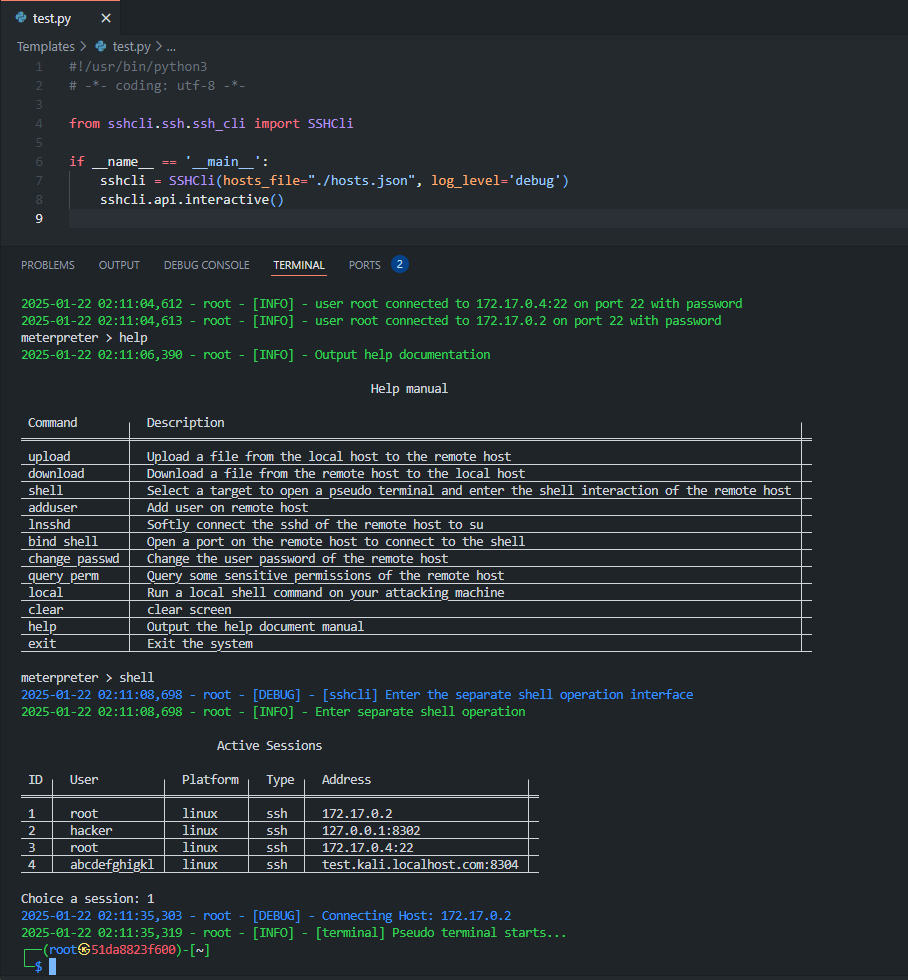 test.py ×
Templates > test.py > ...
1 #!/usr/bin/python3
2 # -*- coding: utf-8 -*-
3
4 from sshcli.ssh.ssh_cli import SSHCli
5
6 if __name__ == '__main__':
7     sshcli = SSHCli(hosts_file="./hosts.json", log_level='debug')
8     sshcli.api.interactive()
9
PROBLEMS OUTPUT DEBUG CONSOLE TERMINAL PORTS 2
2025-01-22 02:11:04,612 - root - [INFO] - user root connected to 172.17.0.4:22 on port 22 with password
2025-01-22 02:11:04,613 - root - [INFO] - user root connected to 172.17.0.2 on port 22 with password
meterpreter > help
2025-01-22 02:11:06,390 - root - [INFO] - Output help documentation
Help manual
Command Description
upload Upload a file from the local host to the remote host
download Download a file from the remote host to the local host
shell Select a target to open a pseudo terminal and enter the shell interaction of the remote host
adduser Add user on remote host
lnsshd Softly connect the sshd of the remote host to su
bind shell Open a port on the remote host to connect to the shell
change passwd Change the user password of the remote host
query perm Query some sensitive permissions of the remote host
local Run a local shell command on your attacking machine
clear clear screen
help Output the help document manual
exit Exit the system
meterpreter > shell
2025-01-22 02:11:08,698 - root - [DEBUG] - [sshcli] Enter the separate shell operation interface
2025-01-22 02:11:08,698 - root - [INFO] - Enter separate shell operation
Active Sessions
ID User Platform Type Address
1 root linux ssh 172.17.0.2
2 hacker linux ssh 127.0.0.1:8302
3 root linux ssh 172.17.0.4:22
4 abcdefghigkl linux ssh test.kali.localhost.com:8304
Choice a session: 1
2025-01-22 02:11:35,303 - root - [DEBUG] - Connecting Host: 172.17.0.2
2025-01-22 02:11:35,319 - root - [INFO] - [terminal] Pseudo terminal starts...
┌──(root㉿51da8823f600)-[~]
└─$